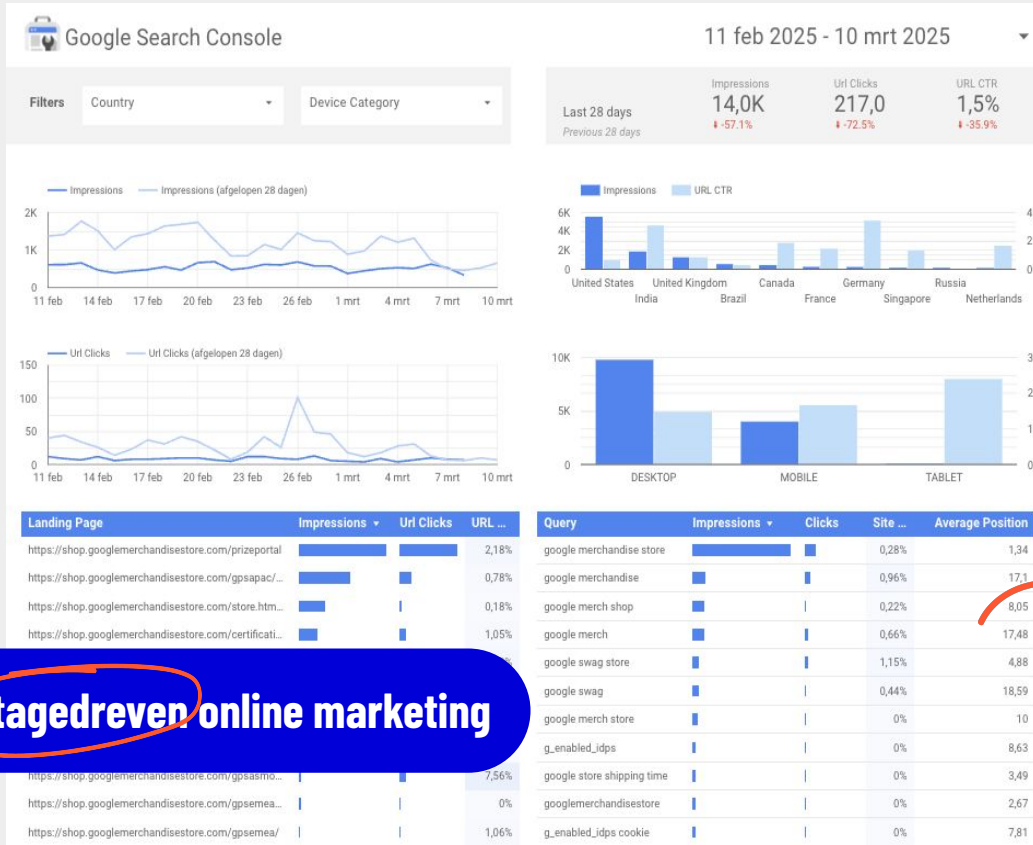 Google Search Console
11 feb 2025 - 10 mrt 2025
Filters
Country
Device Category
Last 28 days
Previous 28 days
Impressions
14,0K
-57.1%
Url Clicks
217,0
-72.5%
URL CTR
1,5%
-35.9%
Impressions
Impressions (afgelopen 28 dagen)
2K
1K
0
11 feb 14 feb 17 feb 20 feb 23 feb 26 feb 1 mrt 4 mrt 7 mrt 10 mrt
Impressions
URL CTR
6K
4K
2K
0
4
2
0
United States United Kingdom Canada Germany Russia
India Brazil France Singapore Netherlands
Url Clicks
Url Clicks (afgelopen 28 dagen)
150
100
50
0
11 feb 14 feb 17 feb 20 feb 23 feb 26 feb 1 mrt 4 mrt 7 mrt 10 mrt
10K
5K
0
3
2
1
0
DESKTOP MOBILE TABLET
Landing Page Impressions Url Clicks URL ...
https://shop.googlemerchandisestore.com/prizeportal 2,18%
https://shop.googlemerchandisestore.com/gpsapac/... 0,78%
https://shop.googlemerchandisestore.com/store.htm... 0,18%
https://shop.googlemerchandisestore.com/certificati... 1,05%
tagedreven online marketing
https://shop.googlemerchandisestore.com/gpsasmo... 7,56%
https://shop.googlemerchandisestore.com/gpsemea... 0%
https://shop.googlemerchandisestore.com/gpsemea/ 1,06%
Query Impressions Clicks Site ... Average Position
google merchandise store 0,28% 1,34
google merchandise 0,96% 17,1
google merch shop 0,22% 8,05
google merch 0,66% 17,48
google swag store 1,15% 4,88
google swag 0,44% 18,59
google merch store 0% 10
g_enabled_idps 0% 8,63
google store shipping time 0% 3,49
googlemerchandisestore 0% 2,67
g_enabled_idps cookie 0% 7,81